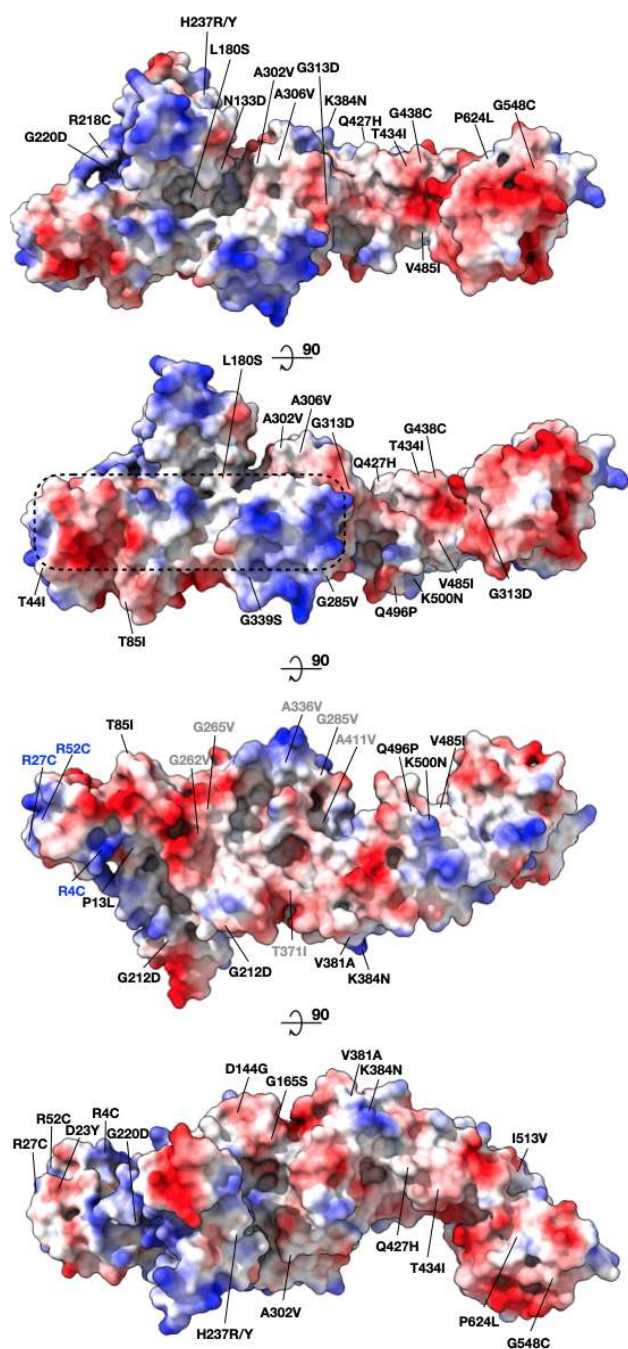 H237R/Y
L180S
A302V
G313D
N133D
A306V
K384N
R218C
Q427H
G438C
G220D
T434I
P624L
G548C
V485I
90
L180S
A306V
A302V
G313D
G438C
Q427H
T434I
T44I
T85I
G339S
G285V
Q496P
K500N
V485I
G313D
90
A336V
G265V
G285V
T85I
A411V
R52C
G262V
Q496P
V485I
R27C
K500N
R4C
P13L
G212D
G212D
T371I
V381A
K384N
90
D144G
V381A
G165S
K384N
R4C
R52C
D23Y
G220D
R27C
I513V
Q427H
T434I
A302V
H237R/Y
P624L
G548C